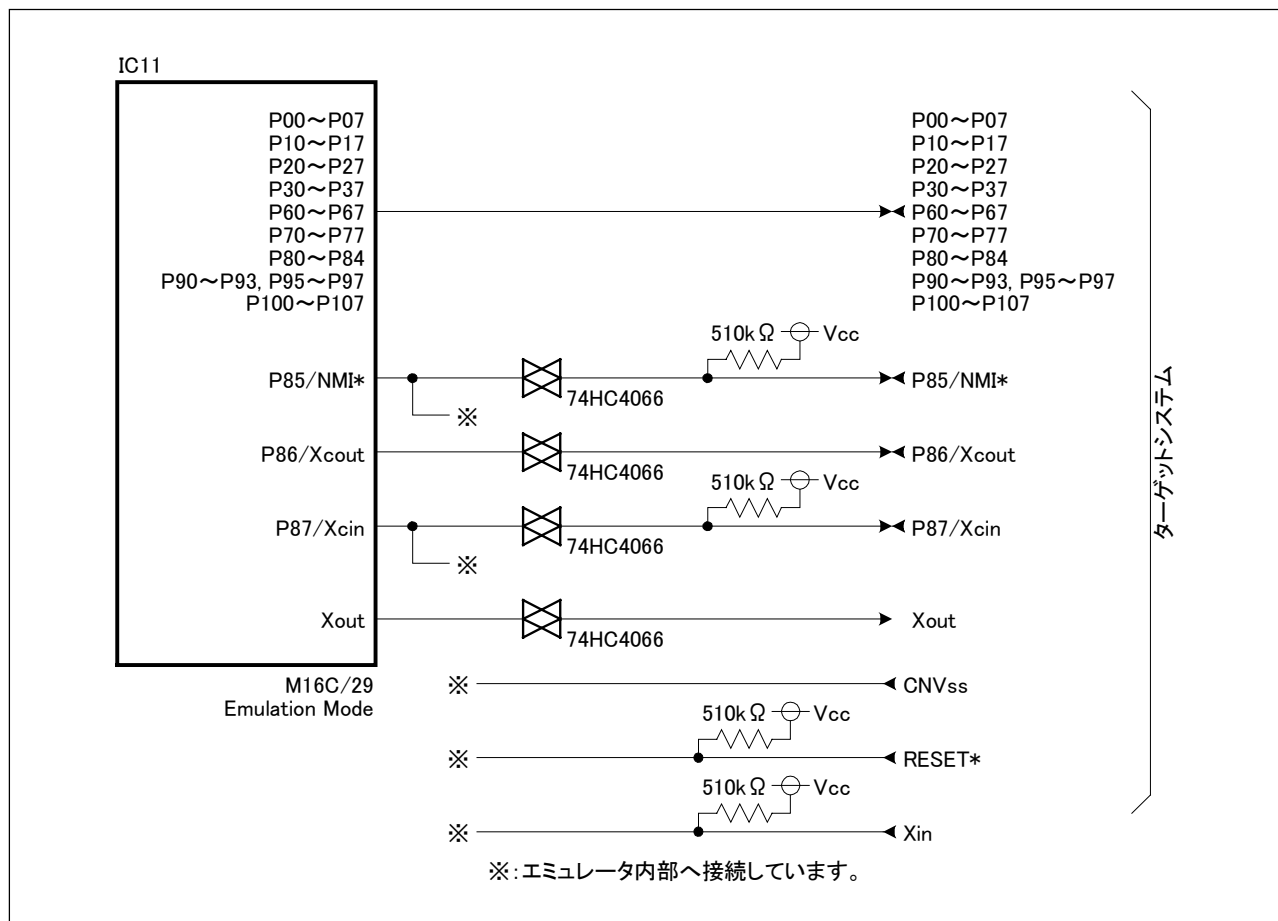 IC11
P00～P07 P00～P07
P10～P17 P10～P17
P20～P27 P20～P27
P30～P37 P30～P37
P60～P67 P60～P67
P70～P77 P70～P77
P80～P84 P80～P84
P90～P93, P95～P97 P90～P93, P95～P97
P100～P107 P100～P107
510kΩ Vcc
P85/NMI* 74HC4066 P85/NMI*
※
P86/Xcout 74HC4066 P86/Xcout
510kΩ Vcc
P87/Xcin 74HC4066 P87/Xcin
※
Xout 74HC4066 Xout
M16C/29
Emulation Mode
※ CNVss
510kΩ Vcc
※ RESET*
510kΩ Vcc
※ Xin
※：エミュレータ内部へ接続しています。
ターゲットシステム